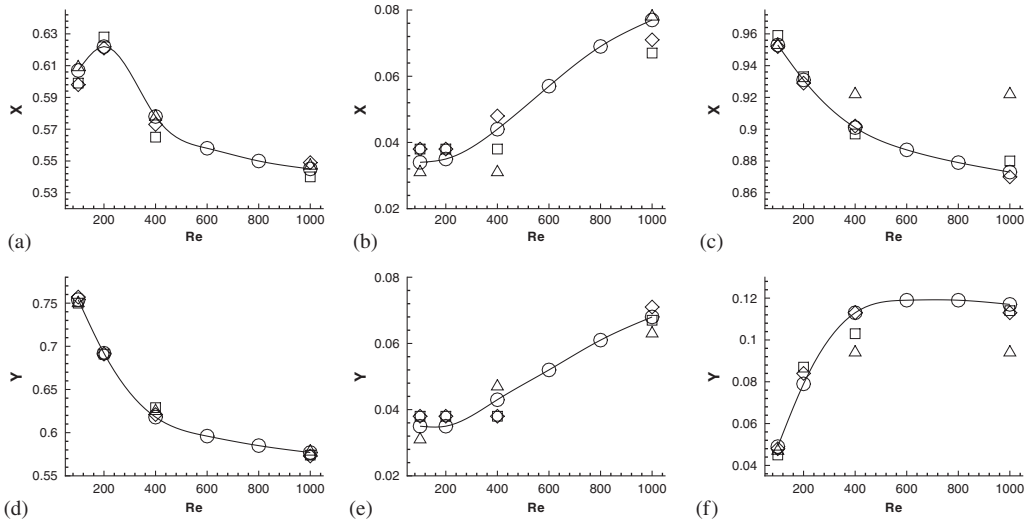 0.63
0.61
0.59
0.57
0.55
0.53
X
200 400 600 800 1000
Re
(a)
0.08
0.06
0.04
0.02
X
200 400 600 800 1000
Re
(b)
0.96
0.94
0.92
0.9
0.88
0.86
X
200 400 600 800 1000
Re
(c)
0.75
0.7
0.65
0.6
0.55
Y
200 400 600 800 1000
Re
(d)
0.08
0.06
0.04
0.02
Y
200 400 600 800 1000
Re
(e)
0.12
0.1
0.08
0.06
0.04
Y
200 400 600 800 1000
Re
(f)